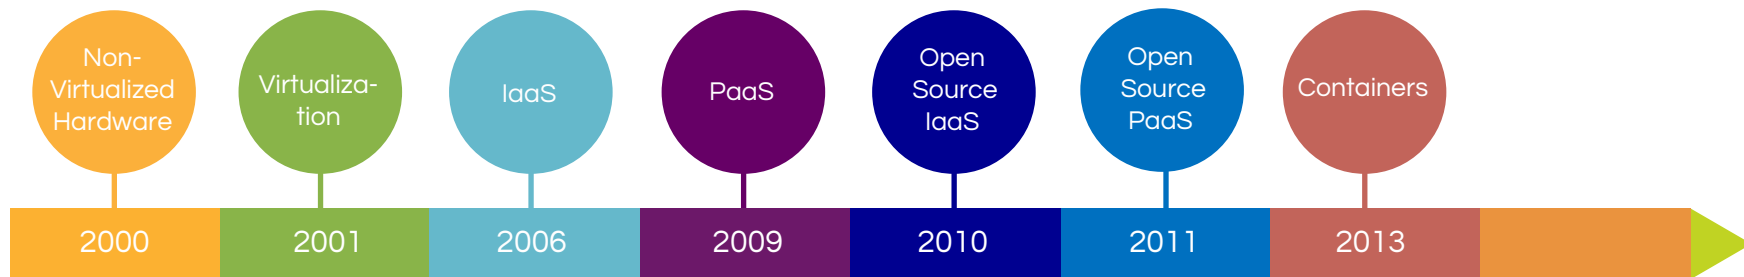 Non-
Virtualized
Hardware
Virtualiza-
tion
IaaS
PaaS
Open
Source
IaaS
Open
Source
PaaS
Containers
2000
2001
2006
2009
2010
2011
2013